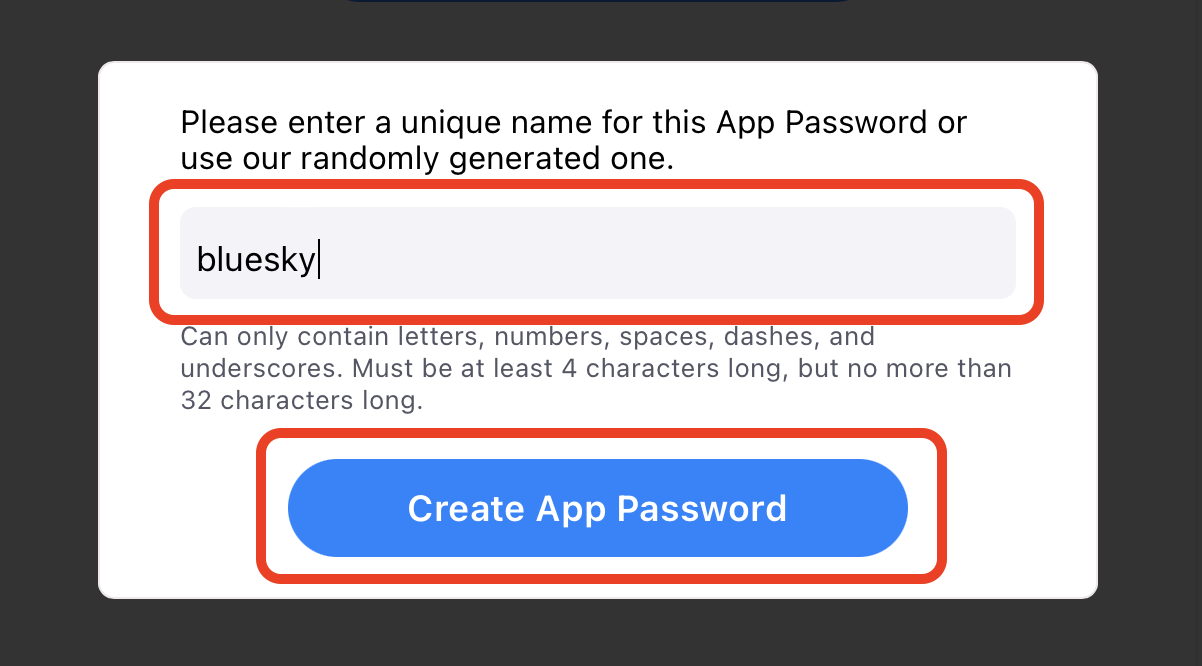 Please enter a unique name for this App Password or
use our randomly generated one.
bluesky
Can only contain letters, numbers, spaces, dashes, and
underscores. Must be at least 4 characters long, but no more than
32 characters long.
Create App Password